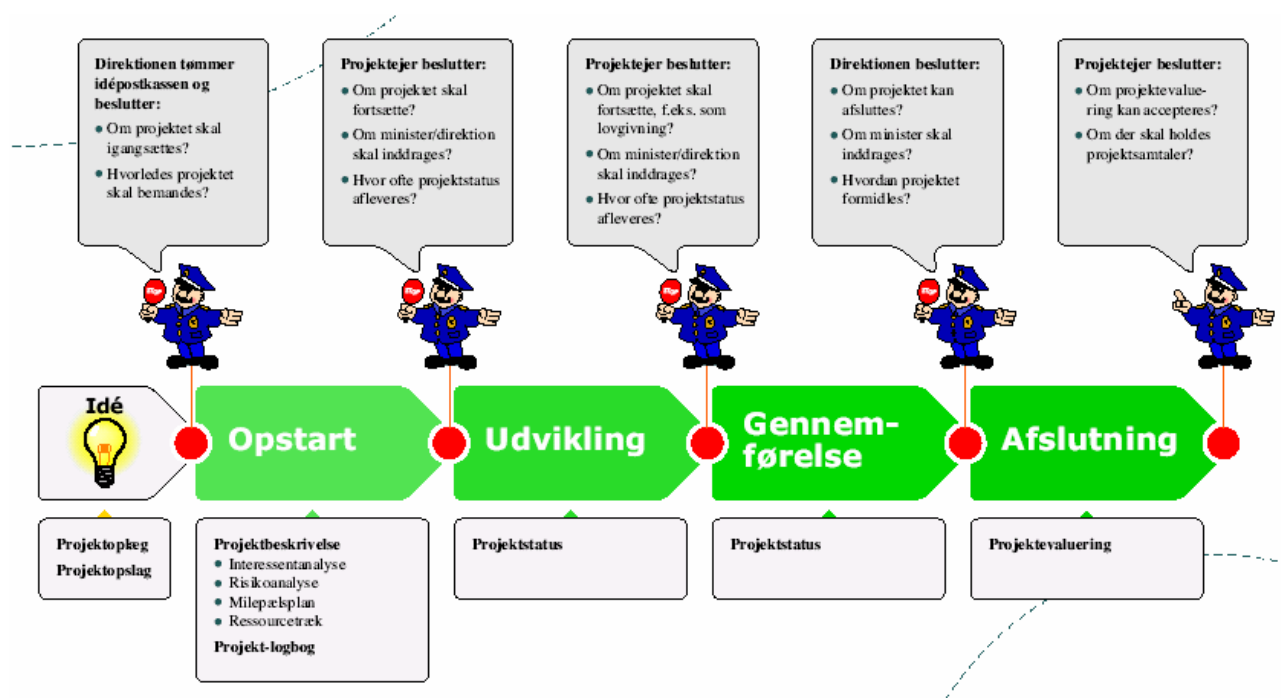 Direktionen tømmer
idépostkassen og
beslutter:
• Om projektet skal
igangsættes?
• Hvorledes projektet
skal bemandes?
Projektejer beslutter:
• Om projektet skal
fortsætte?
• Om minister/direktion
skal inddrages?
• Hvor ofte projektstatus
afleveres?
Projektejer beslutter:
• Om projektet skal
fortsætte, f.eks. som
lovgivning?
• Om minister/direktion
skal inddrages?
• Hvor ofte projektstatus
afleveres?
Direktionen beslutter:
• Om projektet kan
afsluttes?
• Om minister skal
inddrages?
• Hvordan projektet
formidles?
Projektejer beslutter:
• Om projektevalue-
ring kan accepteres?
• Om der skal holdes
projektsamtaler?
STOP
STOP
STOP
STOP
Idé
Opstart
Udvikling
Gennem-
førelse
Afslutning
Projektoplæg
Projektopslag
Projektbeskrivelse
• Interessentanalyse
• Risikoanalyse
• Milepælsplan
• Ressourcetræk
Projekt-logbog
Projektstatus
Projektstatus
Projektevaluering